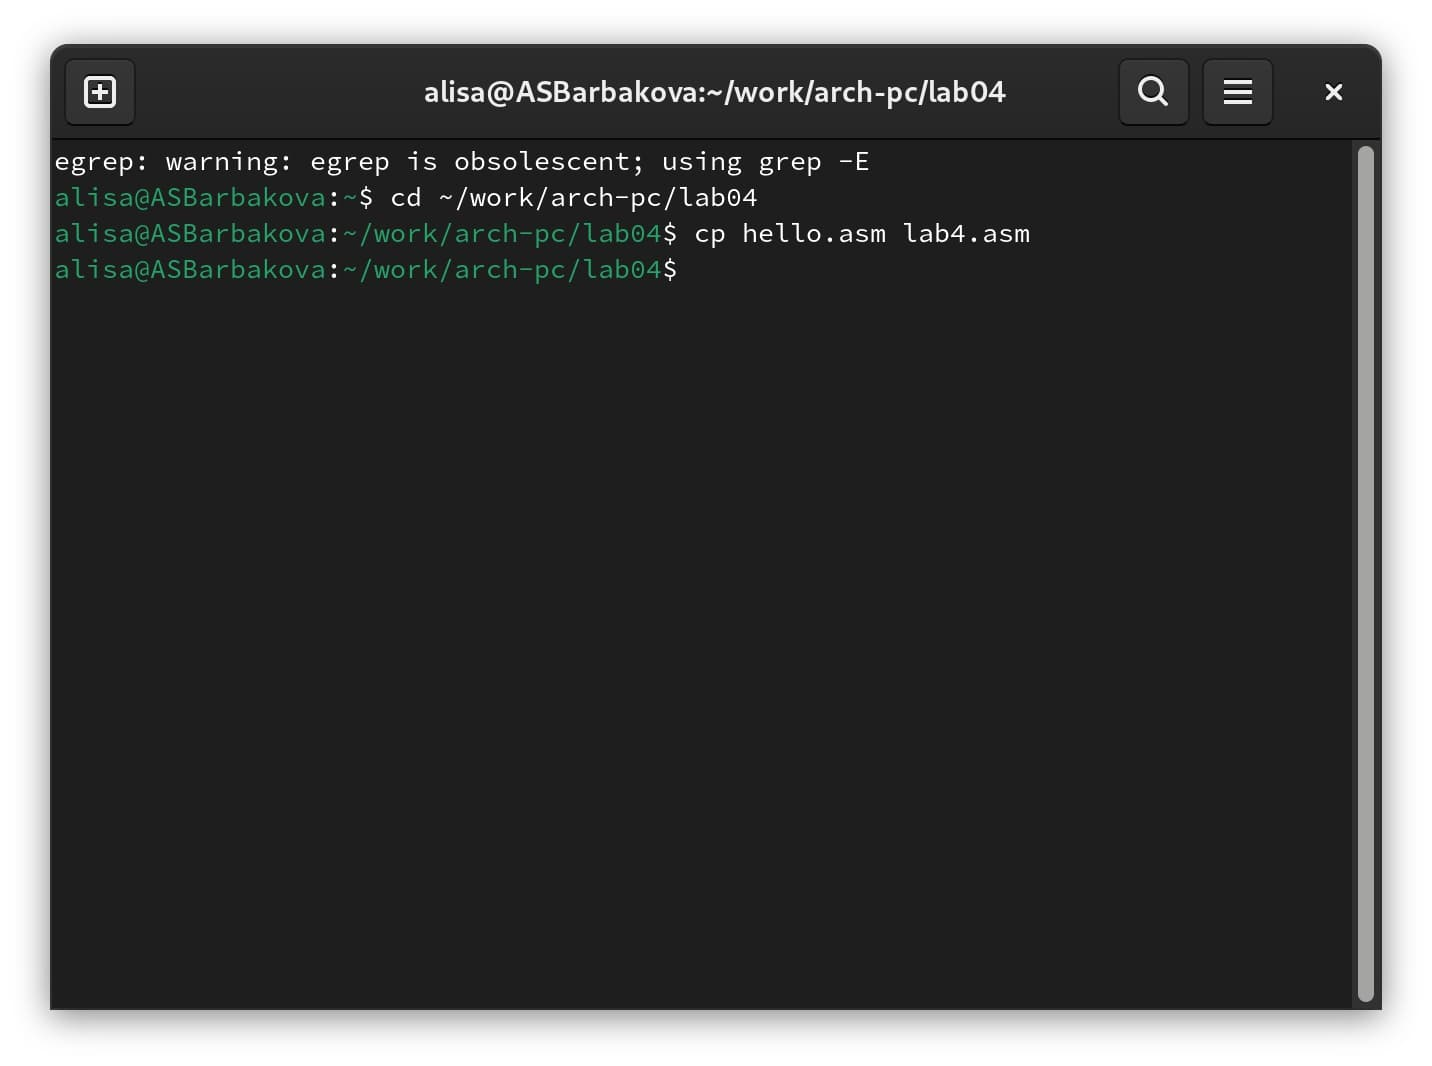 alisa@ASBarbakova:~/work/arch-pc/lab04
egrep: warning: egrep is obsolescent; using grep -E
alisa@ASBarbakova:~$ cd ~/work/arch-pc/lab04
alisa@ASBarbakova:~/work/arch-pc/lab04$ cp hello.asm lab4.asm
alisa@ASBarbakova:~/work/arch-pc/lab04$